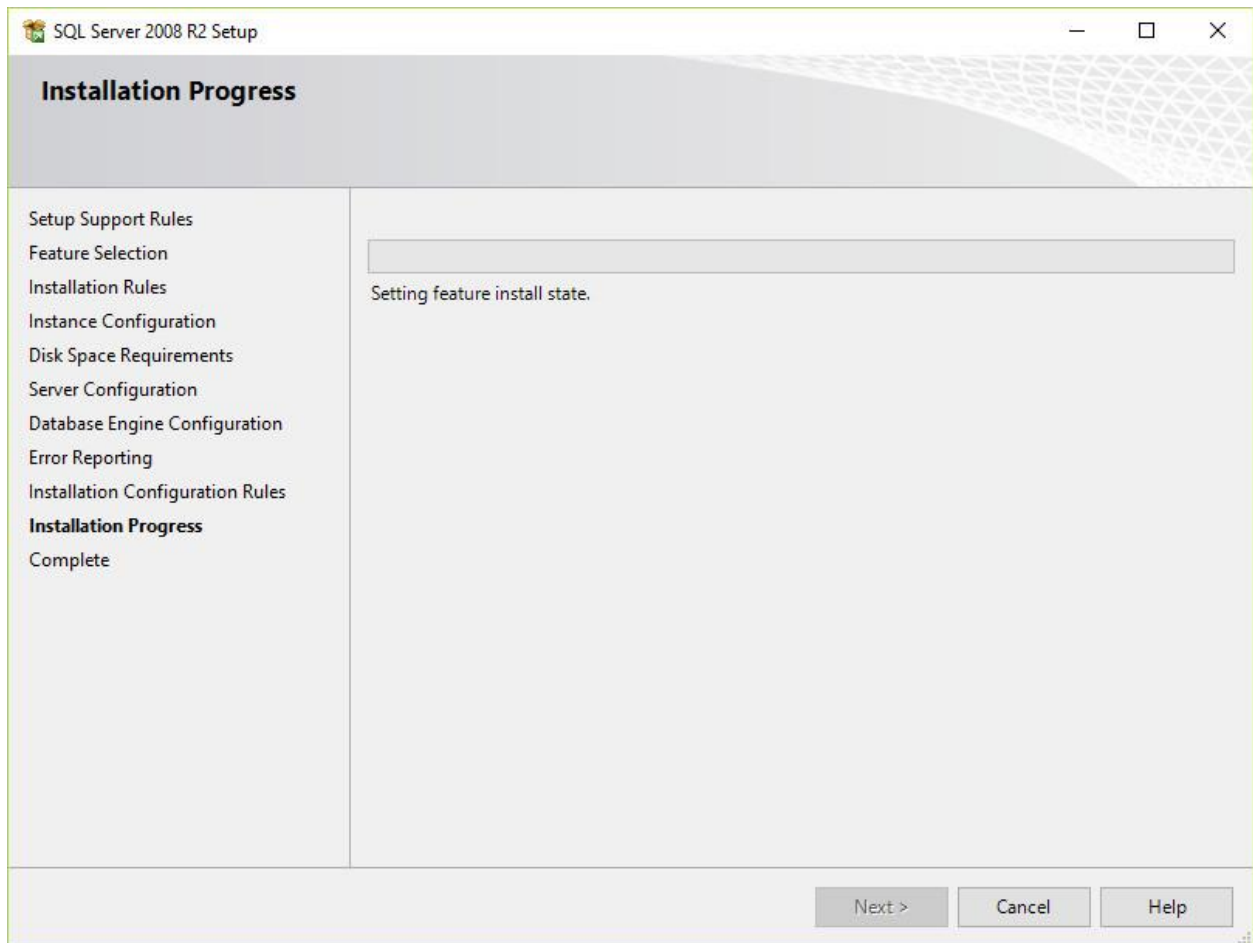 SQL Server 2008 R2 Setup
Installation Progress
Setup Support Rules
Feature Selection
Installation Rules
Instance Configuration
Disk Space Requirements
Server Configuration
Database Engine Configuration
Error Reporting
Installation Configuration Rules
Installation Progress
Complete
Setting feature install state.
Next >
Cancel
Help